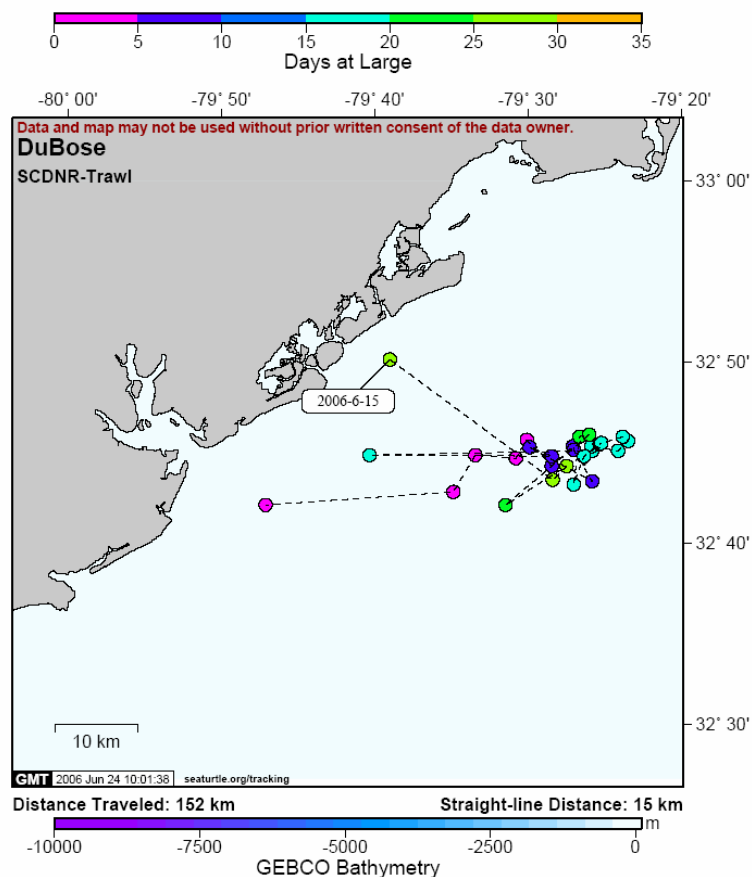 0 5 10 15 20 25 30 35
Days at Large
-80˚ 00' -79˚ 50' -79˚ 40' -79˚ 30' -79˚ 20'
Data and map may not be used without prior written consent of the data owner.
DuBose
SCDNR-Trawl
33˚ 00'
32˚ 50'
2006-6-15
32˚ 40'
32˚ 30'
10 km
GMT 2006 Jun 24 10:01:38 seaturtle.org/tracking
Distance Traveled: 152 km Straight-line Distance: 15 km
m
-10000 -7500 -5000 -2500 0
GEBCO Bathymetry